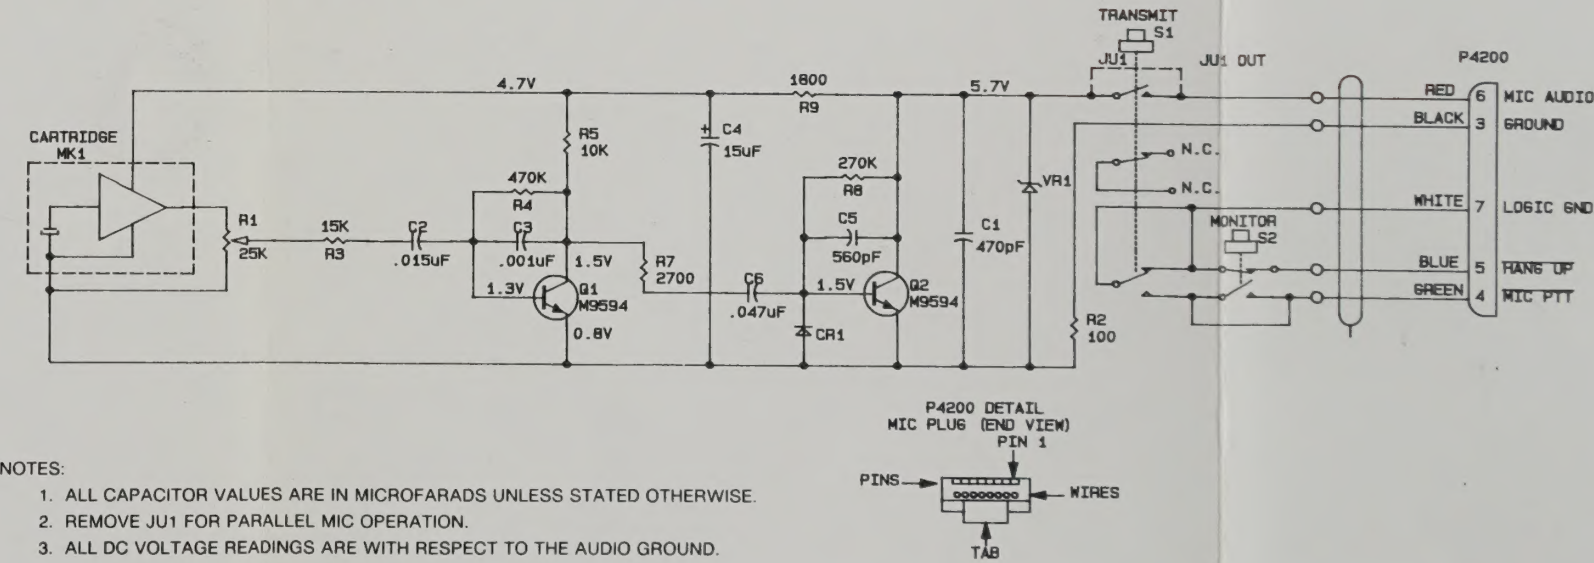 TRANSMIT
S1
JU1
JU1 OUT
P4200
4.7V
1800
R9
5.7V
RED 6 MIC AUDIO
BLACK 3 GROUND
CARTRIDGE
MK1
R5
10K
C4
+
15uF
470K
R4
270K
R8
N.C.
N.C.
VR1
WHITE 7 LOGIC GND
MONITOR
S2
R1
25K
15K
R3
C2
.015uF
C3
.001uF
1.5V
R7
2700
C5
560pF
C1
470pF
BLUE 5 HANG UP
GREEN 4 MIC PTT
1.3V
Q1
M9594
0.8V
C6
.047uF
1.5V
Q2
M9594
CR1
R2
100
P4200 DETAIL
MIC PLUG (END VIEW)
PIN 1
PINS
WIRES
TAB
NOTES:
1. ALL CAPACITOR VALUES ARE IN MICROFARADS UNLESS STATED OTHERWISE.
2. REMOVE JU1 FOR PARALLEL MIC OPERATION.
3. ALL DC VOLTAGE READINGS ARE WITH RESPECT TO THE AUDIO GROUND.